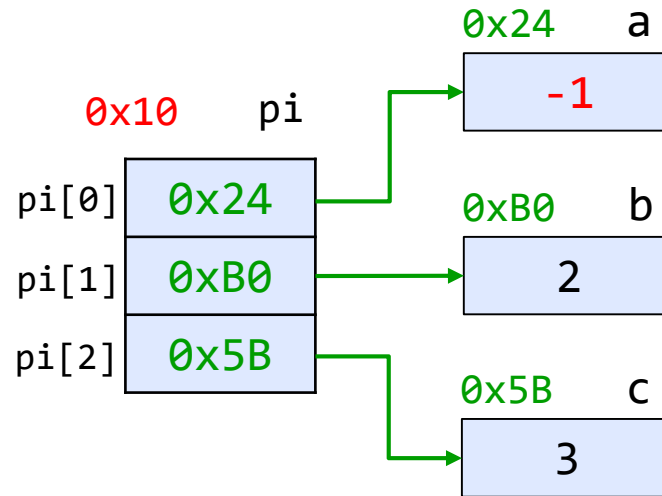 0x24 a
-1
0x10 pi
pi[0] 0x24
0xB0 b
pi[1] 0xB0
2
pi[2] 0x5B
0x5B c
3